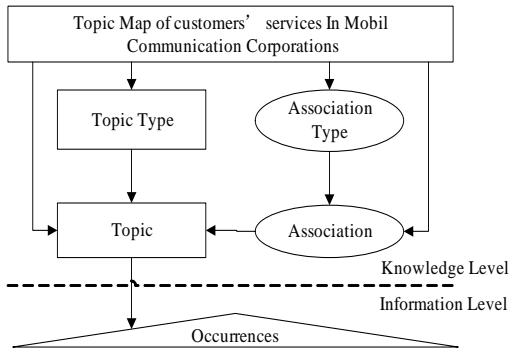 Topic Map of customers’ services In Mobil
Communication Corporations
Topic Type
Association
Type
Topic
Association
Knowledge Level
Information Level
Occurrences